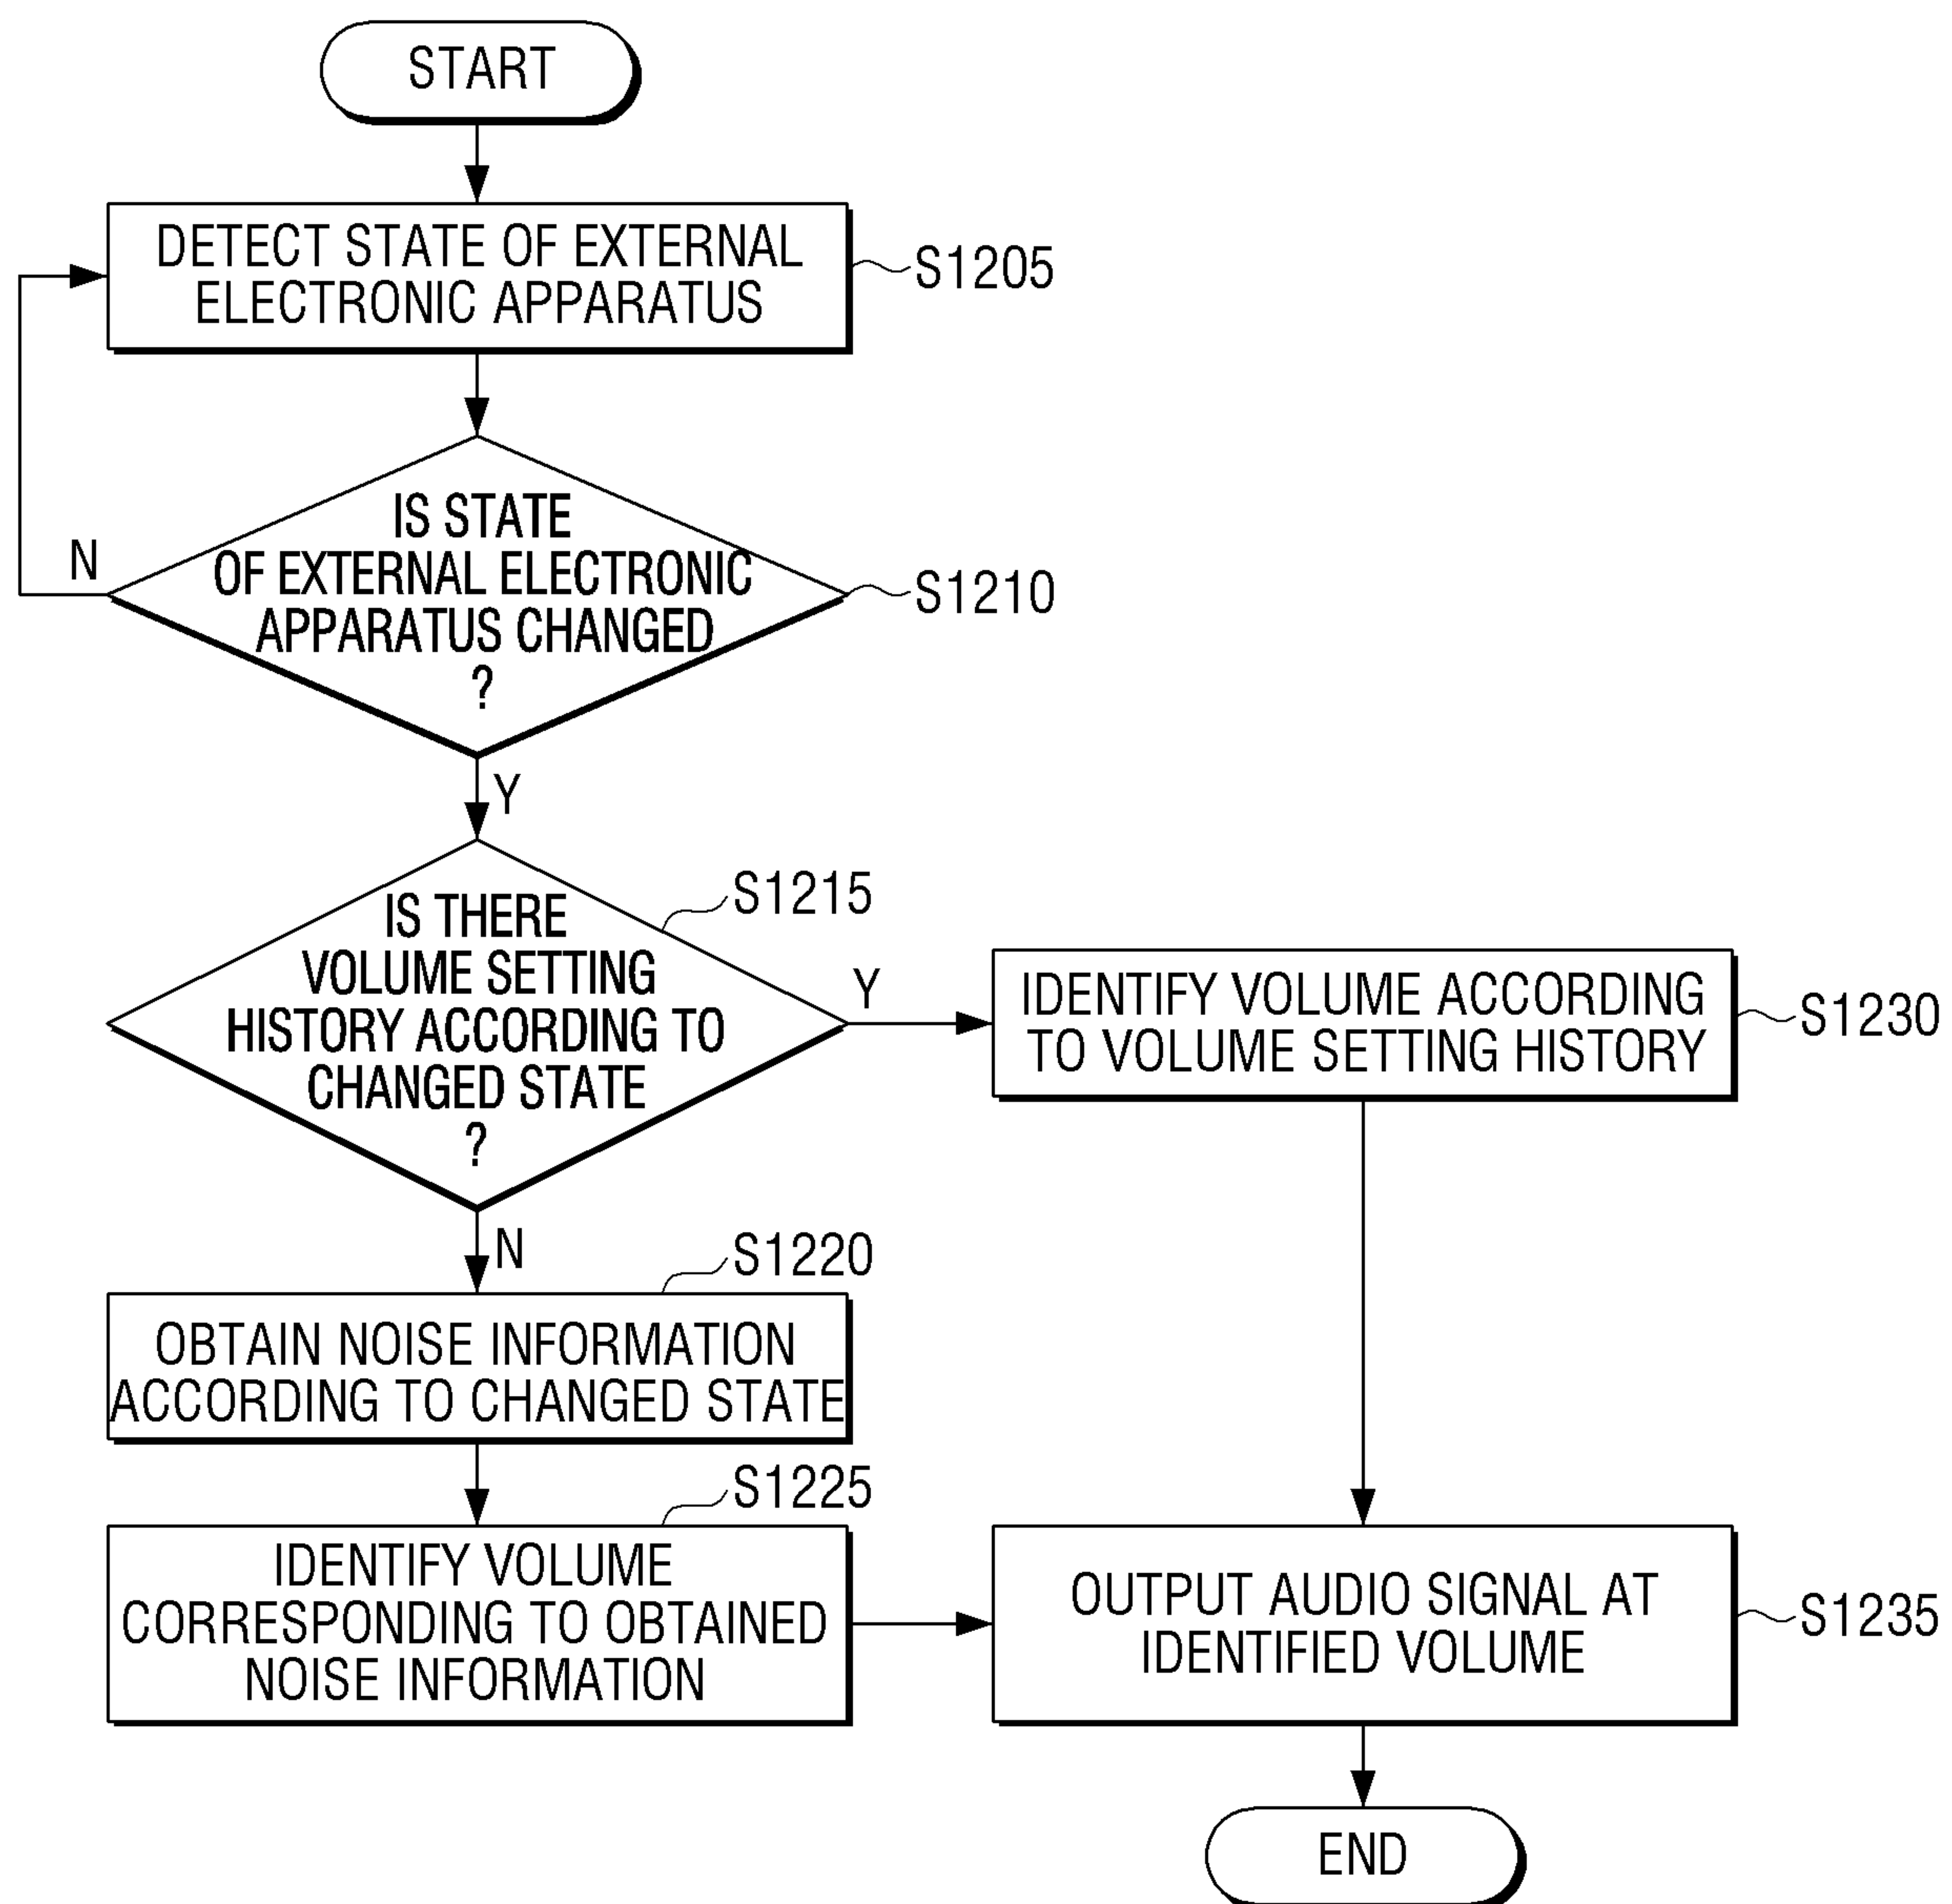 START
DETECT STATE OF EXTERNAL
ELECTRONIC APPARATUS
S1205
IS STATE
OF EXTERNAL ELECTRONIC
APPARATUS CHANGED
?
N
S1210
Y
IS THERE
VOLUME SETTING
HISTORY ACCORDING TO
CHANGED STATE
?
S1215
Y
IDENTIFY VOLUME ACCORDING
TO VOLUME SETTING HISTORY
S1230
N
S1220
OBTAIN NOISE INFORMATION
ACCORDING TO CHANGED STATE
S1225
IDENTIFY VOLUME
CORRESPONDING TO OBTAINED
NOISE INFORMATION
OUTPUT AUDIO SIGNAL AT
IDENTIFIED VOLUME
S1235
END